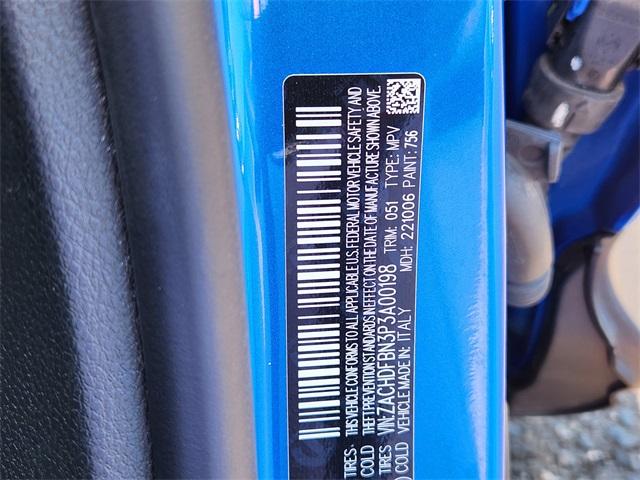 TIRES: THIS VEHICLE CONFORMS TO ALL APPLICABLE U.S. FEDERAL MOTOR VEHICLE SAFETY AND
COLD THEFT PREVENTION STANDARDS IN EFFECT ON THE DATE OF MANUFACTURE SHOWN ABOVE.
TIRES VIN: ZACHDFBN3P3A00198 TRIM: 051 TYPE: MPV
) COLD VEHICLE MADE IN: ITALY MDH: 221006 PAINT: 756